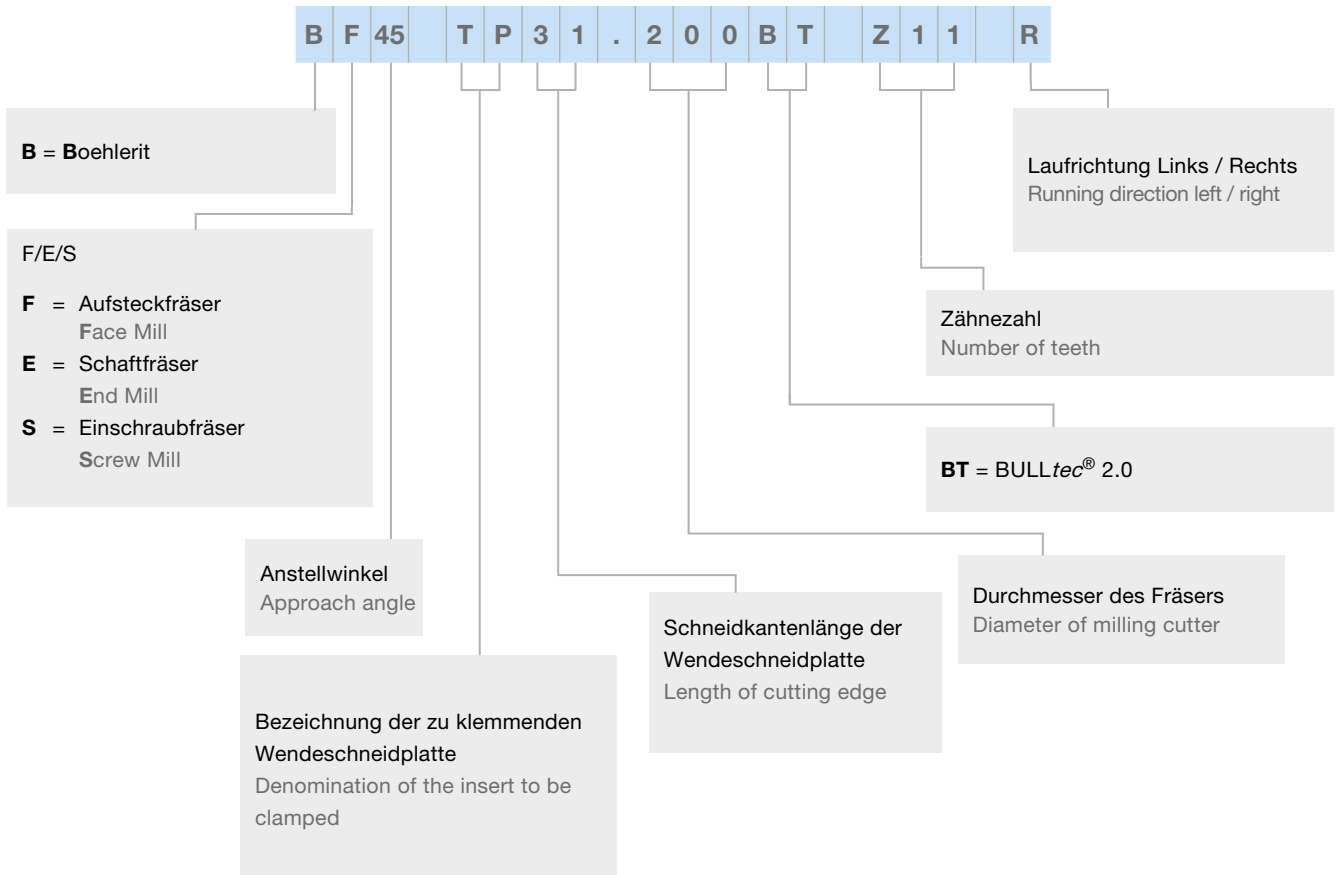 B F 45 T P 3 1 . 2 0 0 B T Z 1 1 R
B = Boehlerit
Laufrichtung Links / Rechts
Running direction left / right
F/E/S
F = Aufsteckfräser
Face Mill
E = Schaftfräser
End Mill
S = Einschraubfräser
Screw Mill
Zähnezahl
Number of teeth
BT = BULLtec® 2.0
Anstellwinkel
Approach angle
Durchmesser des Fräsers
Diameter of milling cutter
Schneidkantenlänge der
Wendeschneidplatte
Length of cutting edge
Bezeichnung der zu klemmenden
Wendeschneidplatte
Denomination of the insert to be
clamped